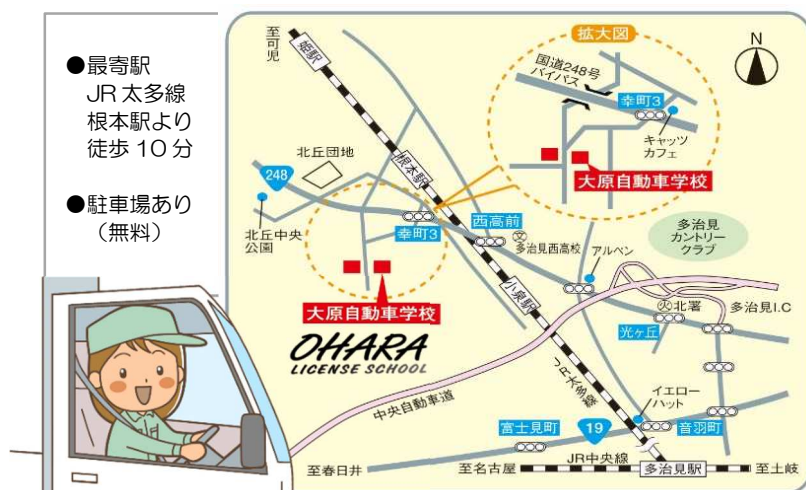 ●最寄駅
JR 太多線
根本駅より
徒歩 10 分
●駐車場あり
（無料）
至可児
姫駅
拡大図
国道248号
バイパス
幸町3
キャッツ
カフェ
大原自動車学校
N
北丘団地
248
根本駅
北丘中央
公園
幸町3
西高前
文
多治見西高校
アルペン
多治見
カントリー
クラブ
大原自動車学校
小泉駅
火
北署
多治見I.C
光ヶ丘
OHARA
LICENSE SCHOOL
JR太多線
中央自動車道
イエロー
ハット
富士見町
19
音羽町
至春日井
JR中央線
至名古屋
多治見駅
至土岐